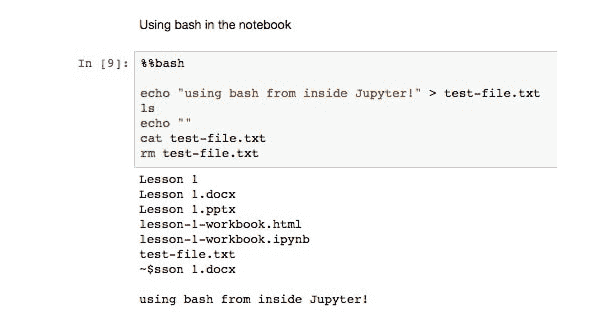 Using bash in the notebook
In [9]: %%bash
echo "using bash from inside Jupyter!" > test-file.txt
ls
echo ""
cat test-file.txt
rm test-file.txt
Lesson 1
Lesson 1.docx
Lesson 1.pptx
lesson-1-workbook.html
lesson-1-workbook.ipynb
test-file.txt
~$sson 1.docx
using bash from inside Jupyter!